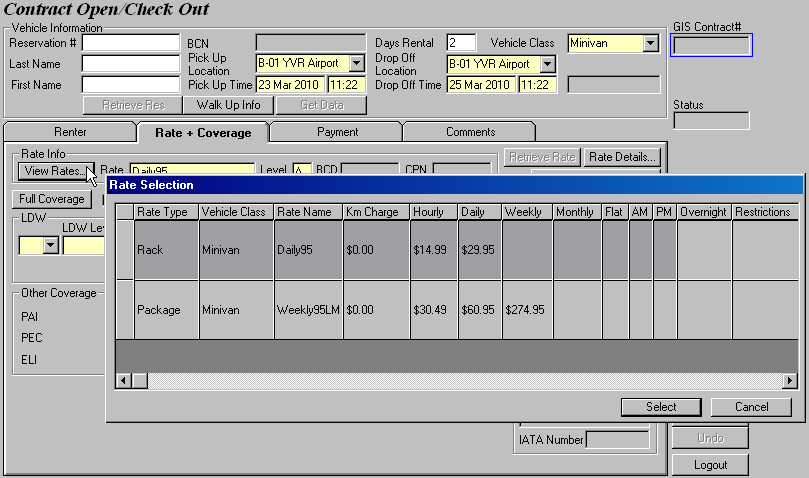 Contract Open/Check Out
Vehicle Information
Reservation #
BCN
Days Rental 2
Vehicle Class Minivan
GIS Contract#
Last Name
Pick Up Location B-01 YVR Airport
Drop Off Location B-01 YVR Airport
First Name
Pick Up Time 23 Mar 2010 11:22
Drop Off Time 25 Mar 2010 11:22
Retrieve Res Walk Up Info Get Data
Status
Renter Rate + Coverage Payment Comments
Rate Info
View Rates... Rate Daily95 Level A BCD CPN Retrieve Rate Rate Details...
Rate Selection
Full Coverage
LDW
Rate Type Vehicle Class Rate Name Km Charge Hourly Daily Weekly Monthly Flat AM PM Overnight Restrictions
Rack Minivan Daily95 $0.00 $14.99 $29.95
Package Minivan Weekly95LM $0.00 $30.49 $60.95 $274.95
Other Coverage
PAI
PEC
ELI
Select Cancel
IATA Number
Undo
Logout